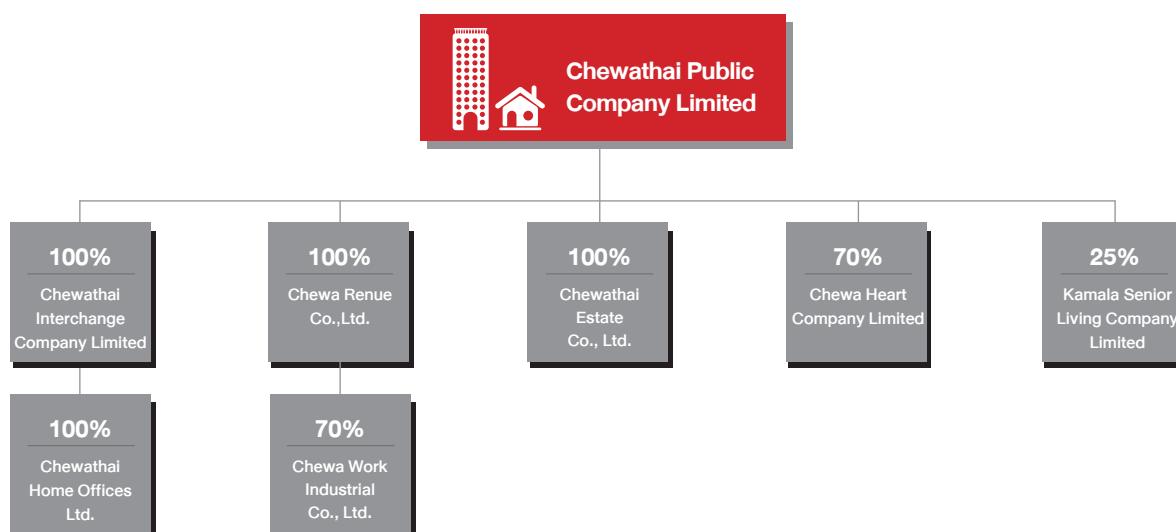 Chewathai Public
Company Limited
100%
Chewathai
Interchange
Company Limited
100%
Chewa Renue
Co.,Ltd.
100%
Chewathai
Estate
Co., Ltd.
70%
Chewa Heart
Company Limited
25%
Kamala Senior
Living Company
Limited
100%
Chewathai
Home Offices
Ltd.
70%
Chewa Work
Industrial
Co., Ltd.